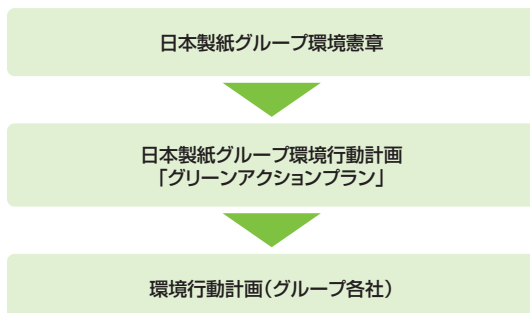 日本製紙グループ環境憲章
日本製紙グループ環境行動計画
「グリーンアクションプラン」
環境行動計画(グループ各社)